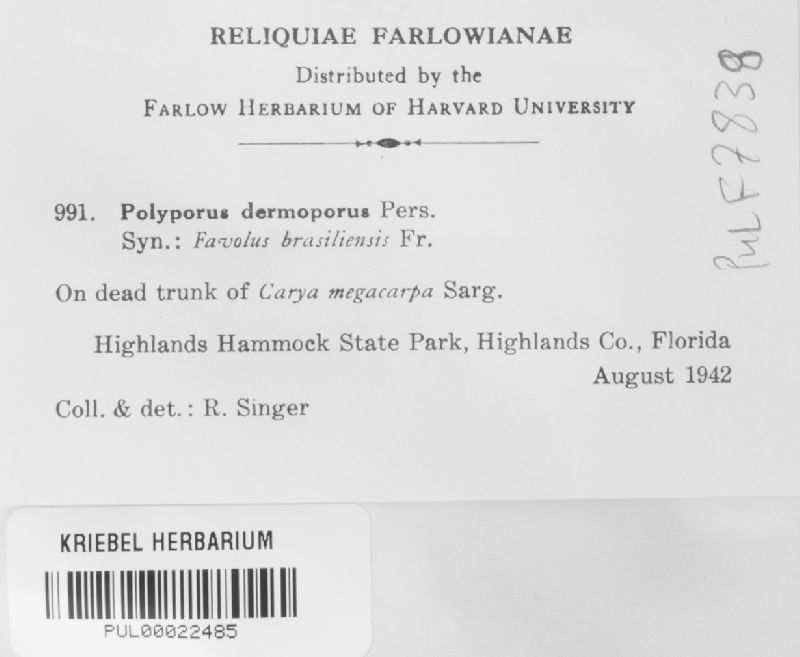 RELIQUIAE FARLOWIANAE
Distributed by the
FARLOW HERBARIUM OF HARVARD UNIVERSITY
991. Polyporus dermoporus Pers.
Syn.: Favolus brasiliensis Fr.
On dead trunk of Carya megacarpa Sarg.
Highlands Hammock State Park, Highlands Co., Florida
August 1942
Coll. & det.: R. Singer
PUL F7838
KRIEBEL HERBARIUM
PUL00022485